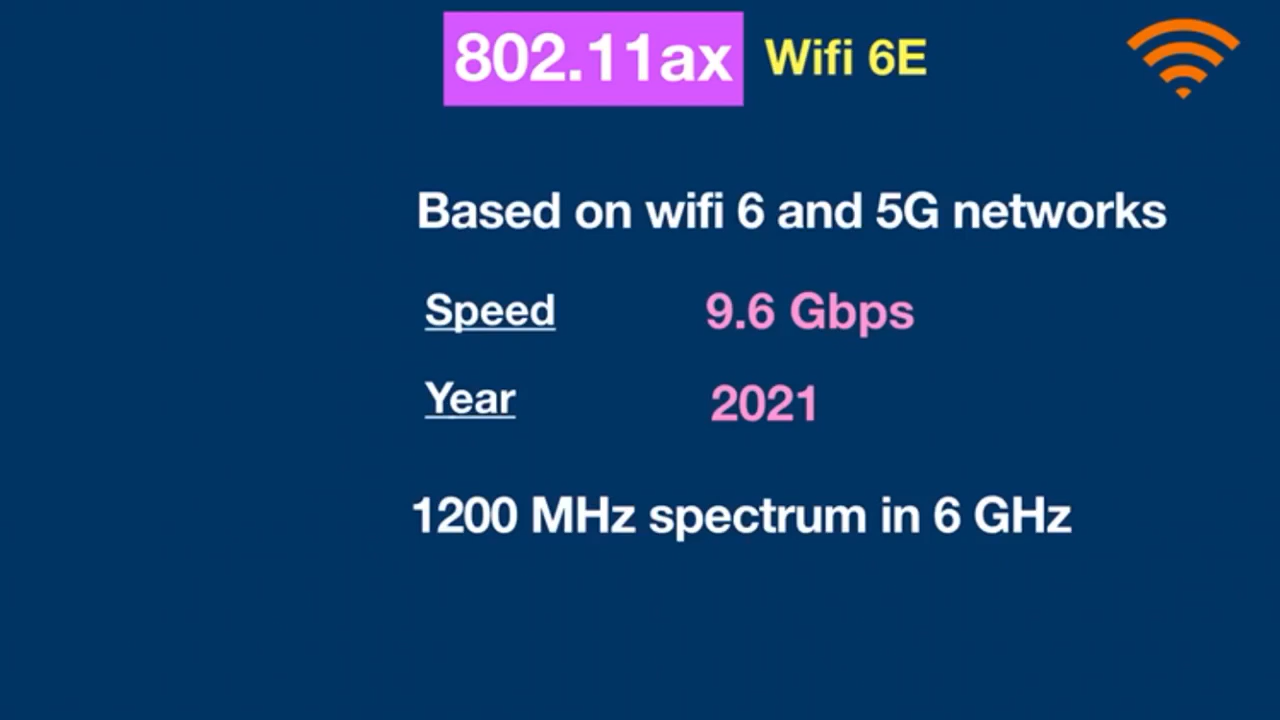 802.11ax Wifi 6E
Based on wifi 6 and 5G networks
Speed 9.6 Gbps
Year 2021
1200 MHz spectrum in 6 GHz